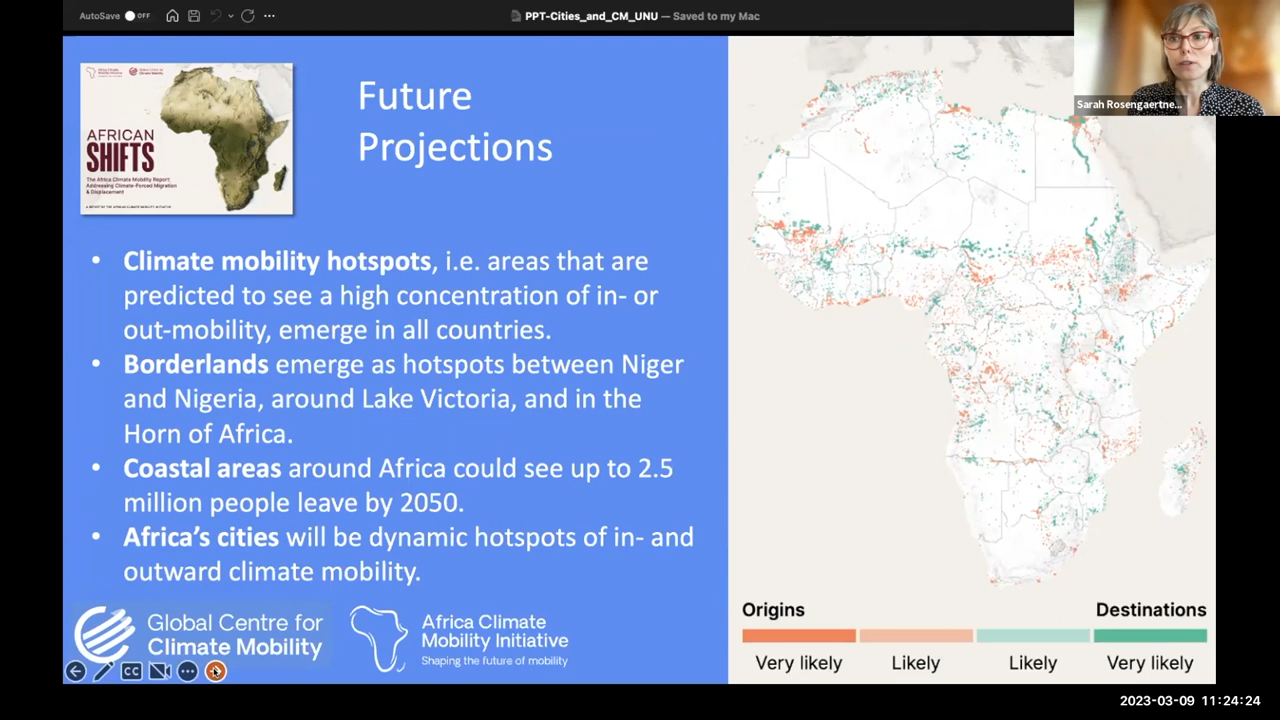 AutoSave OFF
PPT-Cities_and_CM_UNU — Saved to my Mac
Sarah Rosengaertne...
AFRICAN
SHIFTS
The Africa Climate Mobility Report:
Addressing Climate-Forced Migration
& Displacement
Future
Projections
• Climate mobility hotspots, i.e. areas that are
predicted to see a high concentration of in- or
out-mobility, emerge in all countries.
• Borderlands emerge as hotspots between Niger
and Nigeria, around Lake Victoria, and in the
Horn of Africa.
• Coastal areas around Africa could see up to 2.5
million people leave by 2050.
• Africa’s cities will be dynamic hotspots of in- and
outward climate mobility.
Global Centre for
Climate Mobility
Africa Climate
Mobility Initiative
Shaping the future of mobility
CC
Origins Destinations
Very likely Likely Likely Very likely
2023-03-09 11:24:24